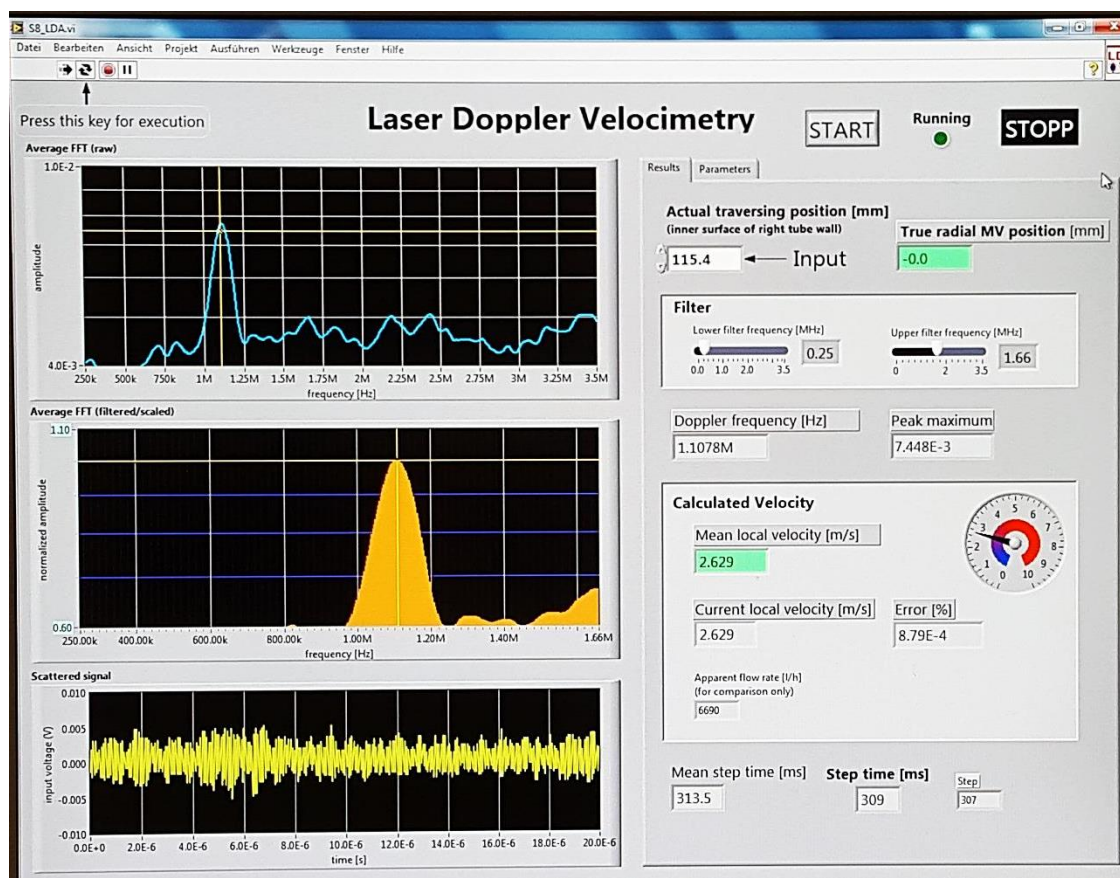 S8_LDA.vi
Datei Bearbeiten Ansicht Projekt Ausführen Werkzeuge Fenster Hilfe
Press this key for execution
Laser Doppler Velocimetry
START
Running
STOPP
Average FFT (raw)
1.0E-2
amplitude
4.0E-3
250k 500k 750k 1M 1.25M 1.5M 1.75M 2M 2.25M 2.5M 2.75M 3M 3.25M 3.5M
frequency [Hz]
Average FFT (filtered/scaled)
1.10
normalized amplitude
0.60
250.00k 400.00k 600.00k 800.00k 1.00M 1.20M 1.40M 1.66M
frequency [Hz]
Scattered signal
0.010
0.005
0.000
-0.005
-0.010
input voltage (V)
0.0E+0 2.0E-6 4.0E-6 6.0E-6 8.0E-6 10.0E-6 12.0E-6 14.0E-6 16.0E-6 18.0E-6 20.0E-6
time [s]
Results Parameters
Actual traversing position [mm]
(inner surface of right tube wall)
115.4
Input
True radial MV position [mm]
-0.0
Filter
Lower filter frequency [MHz]
0.25
0.0 1.0 2.0 3.5
Upper filter frequency [MHz]
1.66
0 2 3.5
Doppler frequency [Hz]
1.1078M
Peak maximum
7.448E-3
Calculated Velocity
Mean local velocity [m/s]
2.629
0 1 2 3 4 5 6 7 8 9 10
Current local velocity [m/s]
2.629
Error [%]
8.79E-4
Apparent flow rate [l/h]
(for comparison only)
6690
Mean step time [ms]
313.5
Step time [ms]
309
Step
307